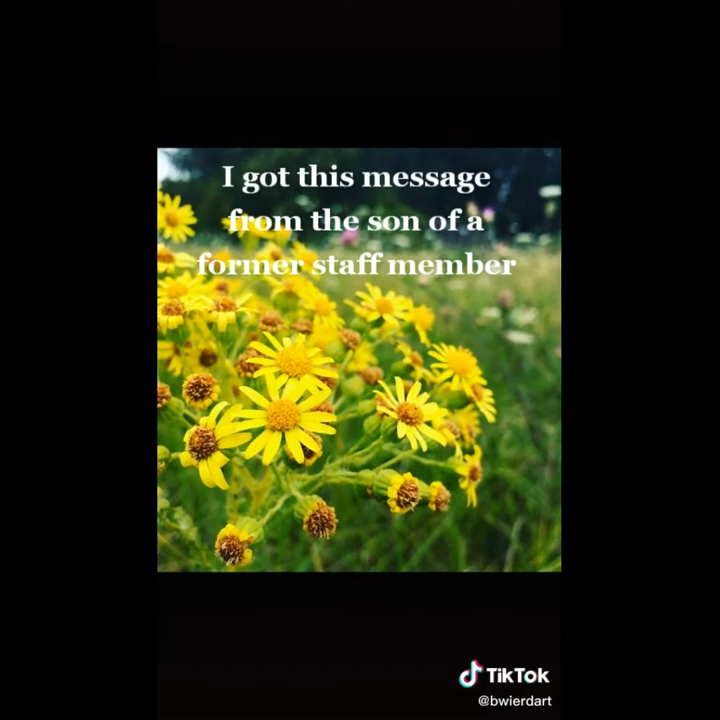 I got this message
from the son of a
former staff member
TikTok
@bwierdart